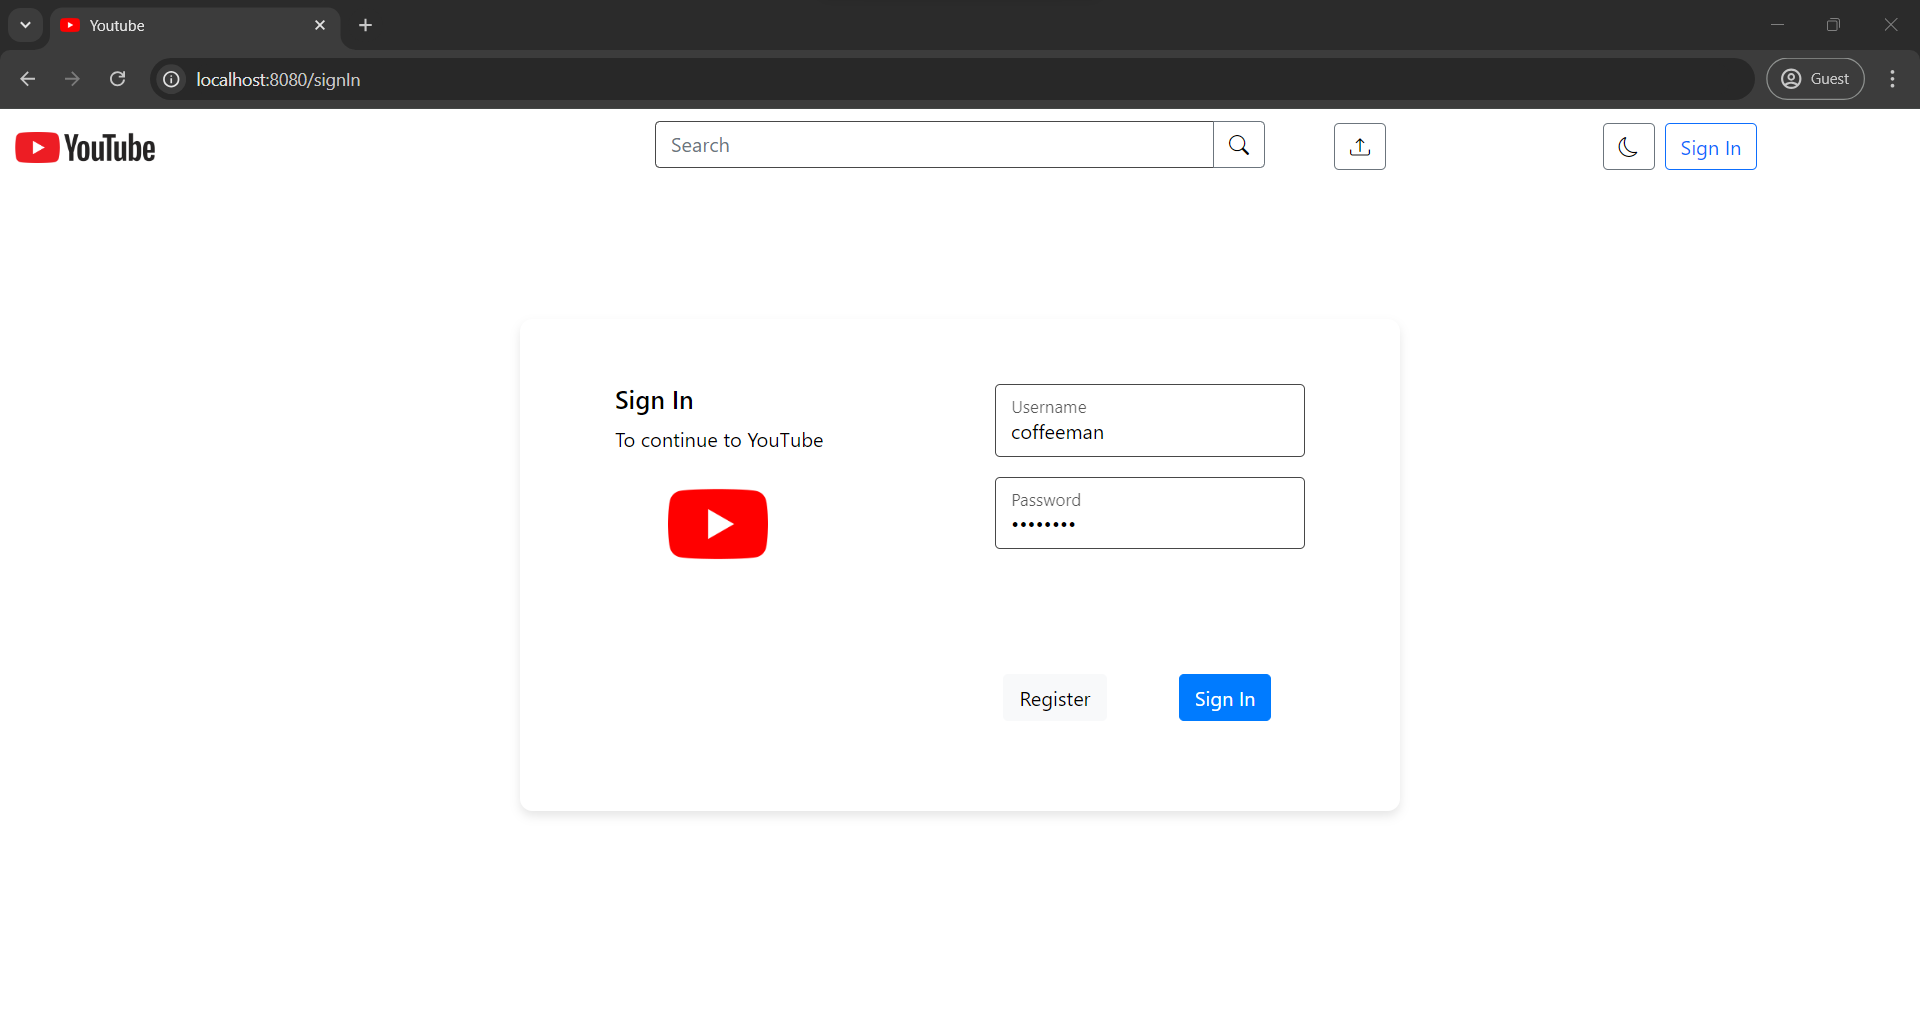 Youtube
localhost:8080/signIn
Guest
YouTube
Search
Sign In
Sign In
To continue to YouTube
Username
coffeeman
Password
••••••••
Register
Sign In